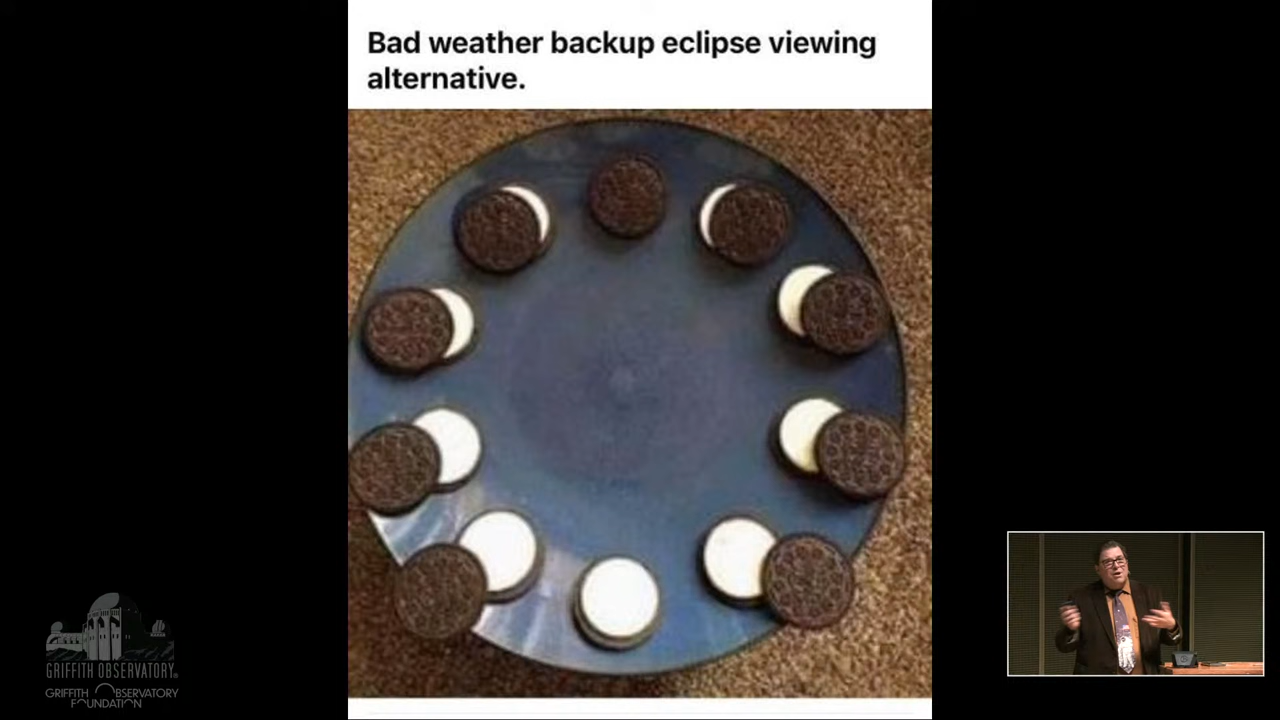 Bad weather backup eclipse viewing
alternative.
GRIFFITH OBSERVATORY
GRIFFITH OBSERVATORY
FOUNDATION